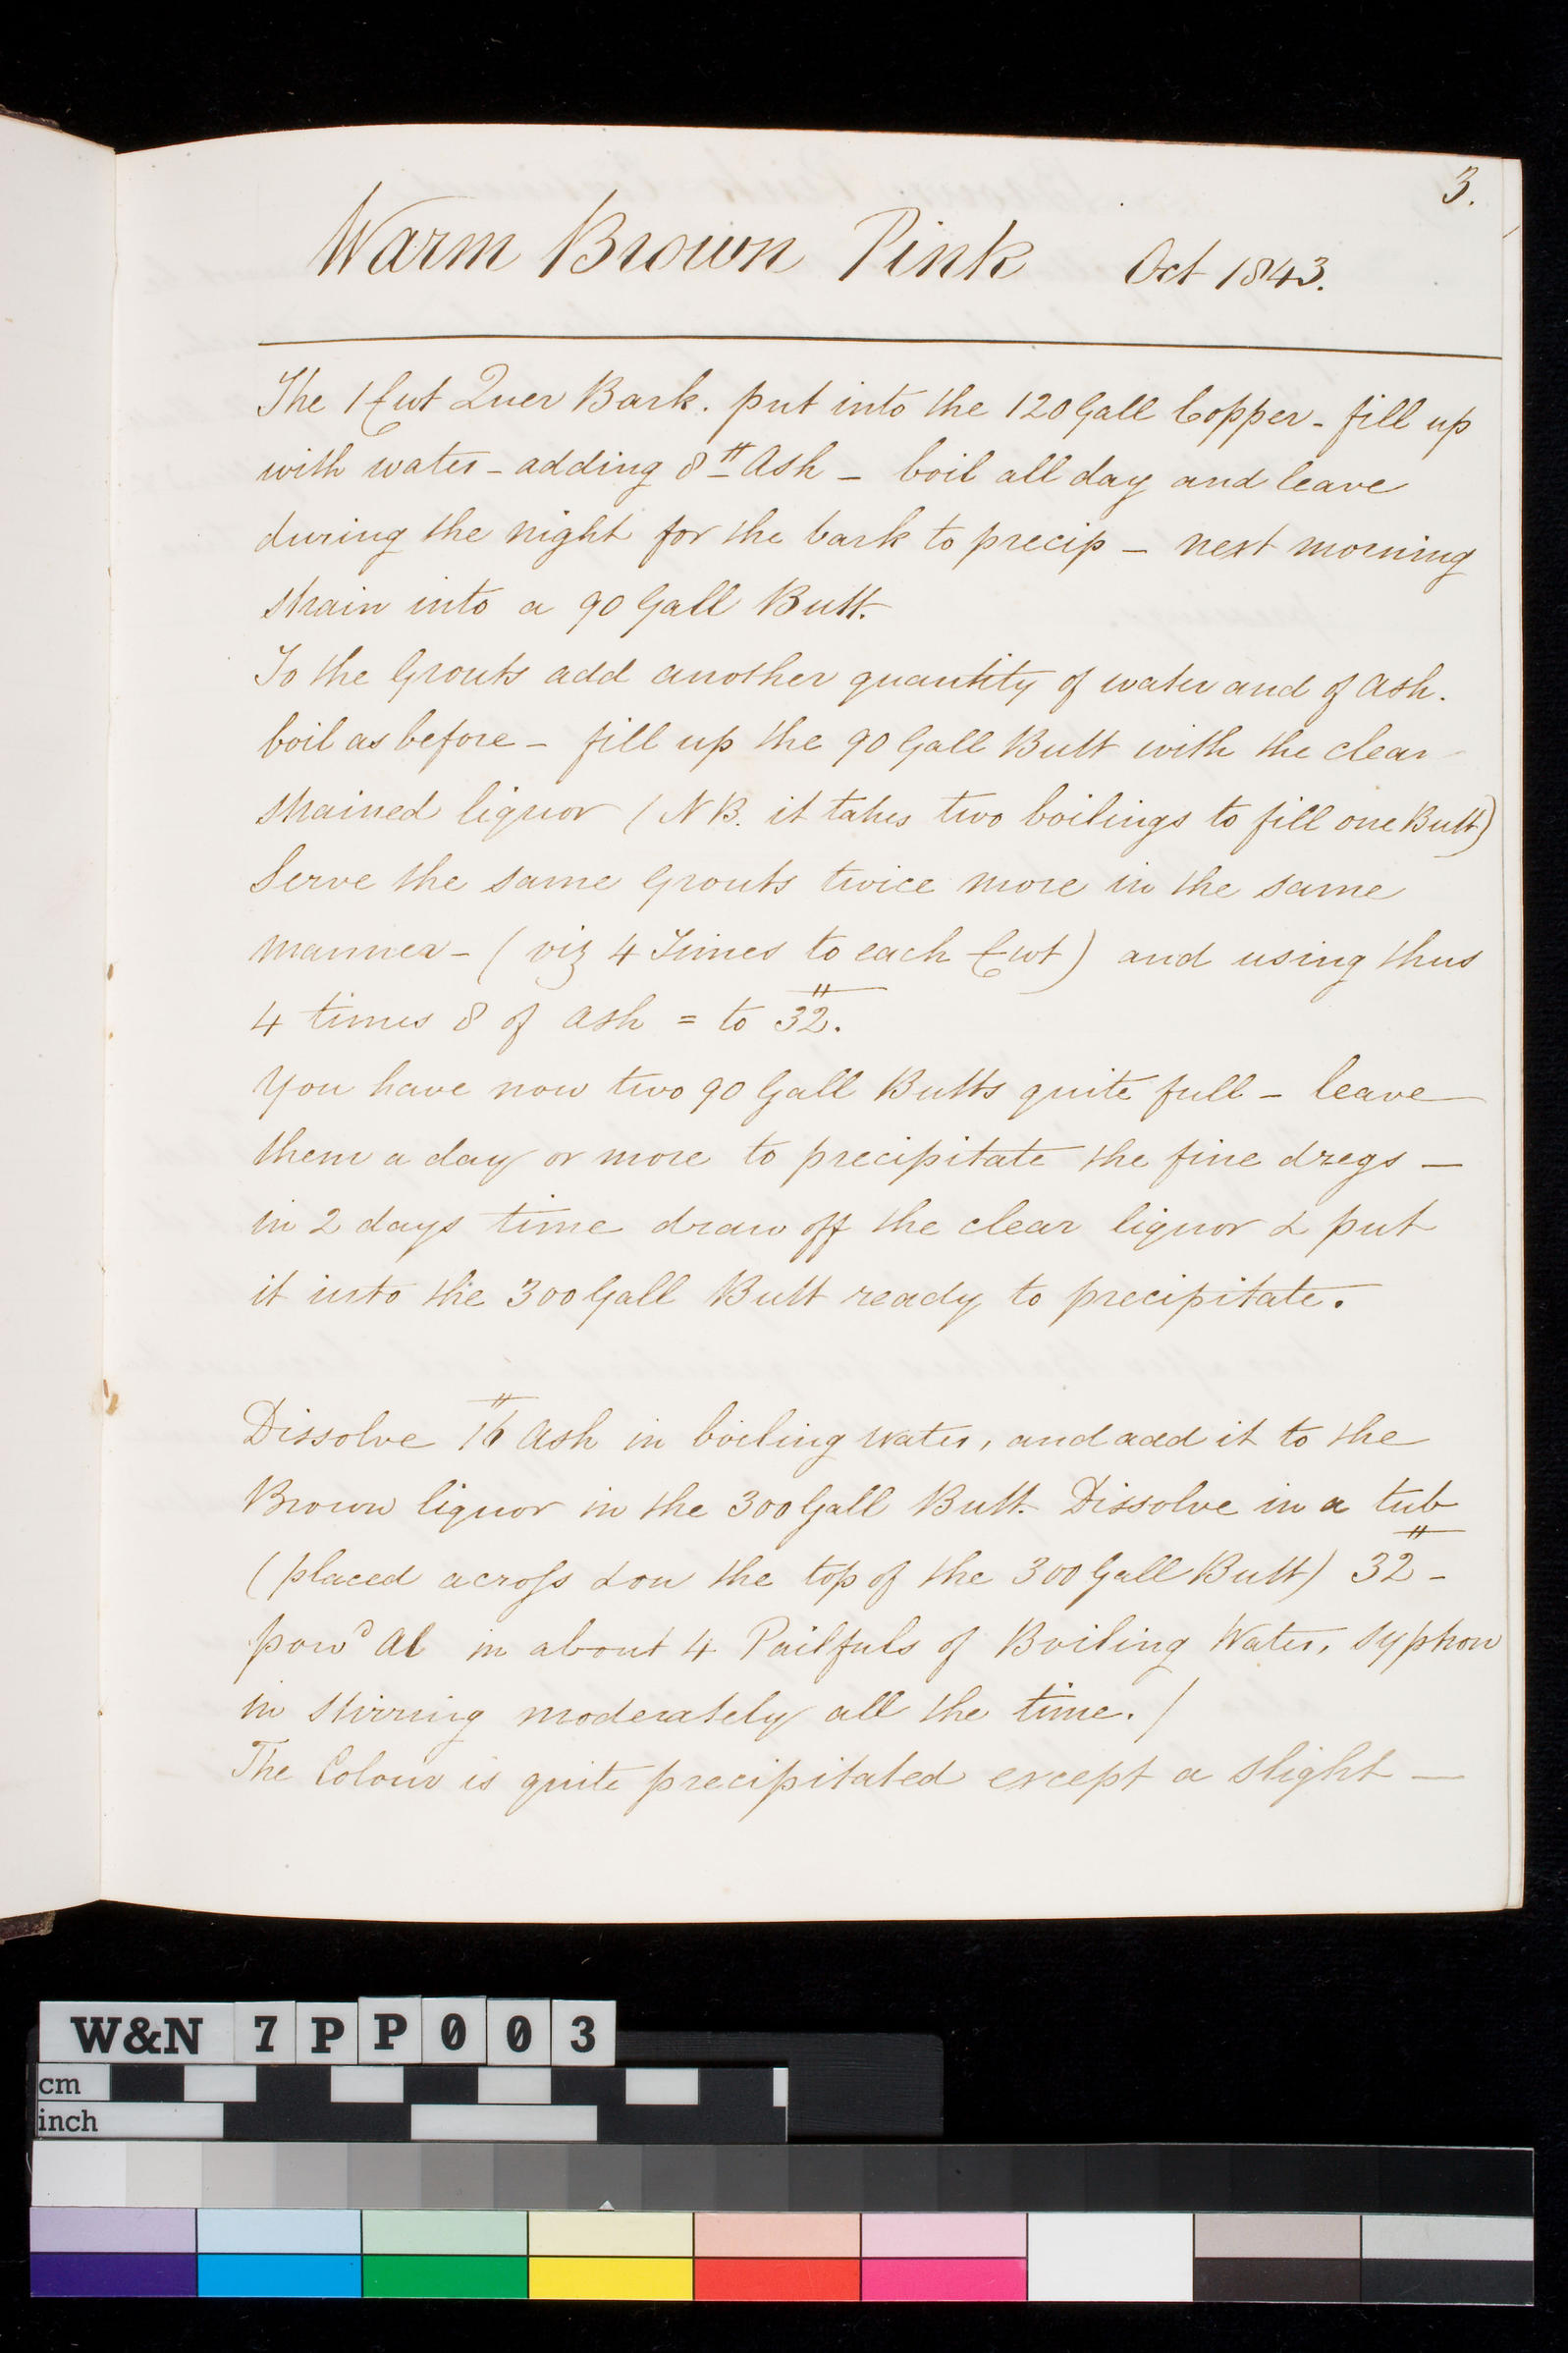 3.
Warm Brown Pink Oct 1843.
The 1 Cwt Quer Bark. put into the 120 Gall Copper - fill up
with water - adding 8 ♯ Ash - boil all day and leave
during the night for the bark to precip - next morning
strain into a 90 Gall Butt.
To the Grouts add another quantity of water and of Ash.
boil as before - fill up the 90 Gall Butt with the clear
strained liquor (NB. it takes two boilings to fill one Butt)
Serve the same Grouts twice more in the same
manner - (viz 4 Times to each Cwt) and using thus
4 times 8 of Ash = to 32 ♯.
You have now two 90 Gall Butts quite full - leave
them a day or more to precipitate the fine dregs -
in 2 days time draw off the clear liquor & put
it into the 300 Gall Butt ready to precipitate.
Dissolve 16 ♯ Ash in boiling water, and add it to the
Brown liquor in the 300 Gall Butt. Dissolve in a tub
(placed across & on the top of the 300 Gall Butt) 32 ♯ -
powd Al in about 4 Pailfuls of Boiling Water, syphon
in stirring moderately all the time. /
The Colour is quite precipitated except a slight -
W&N 7PP003
cm
inch